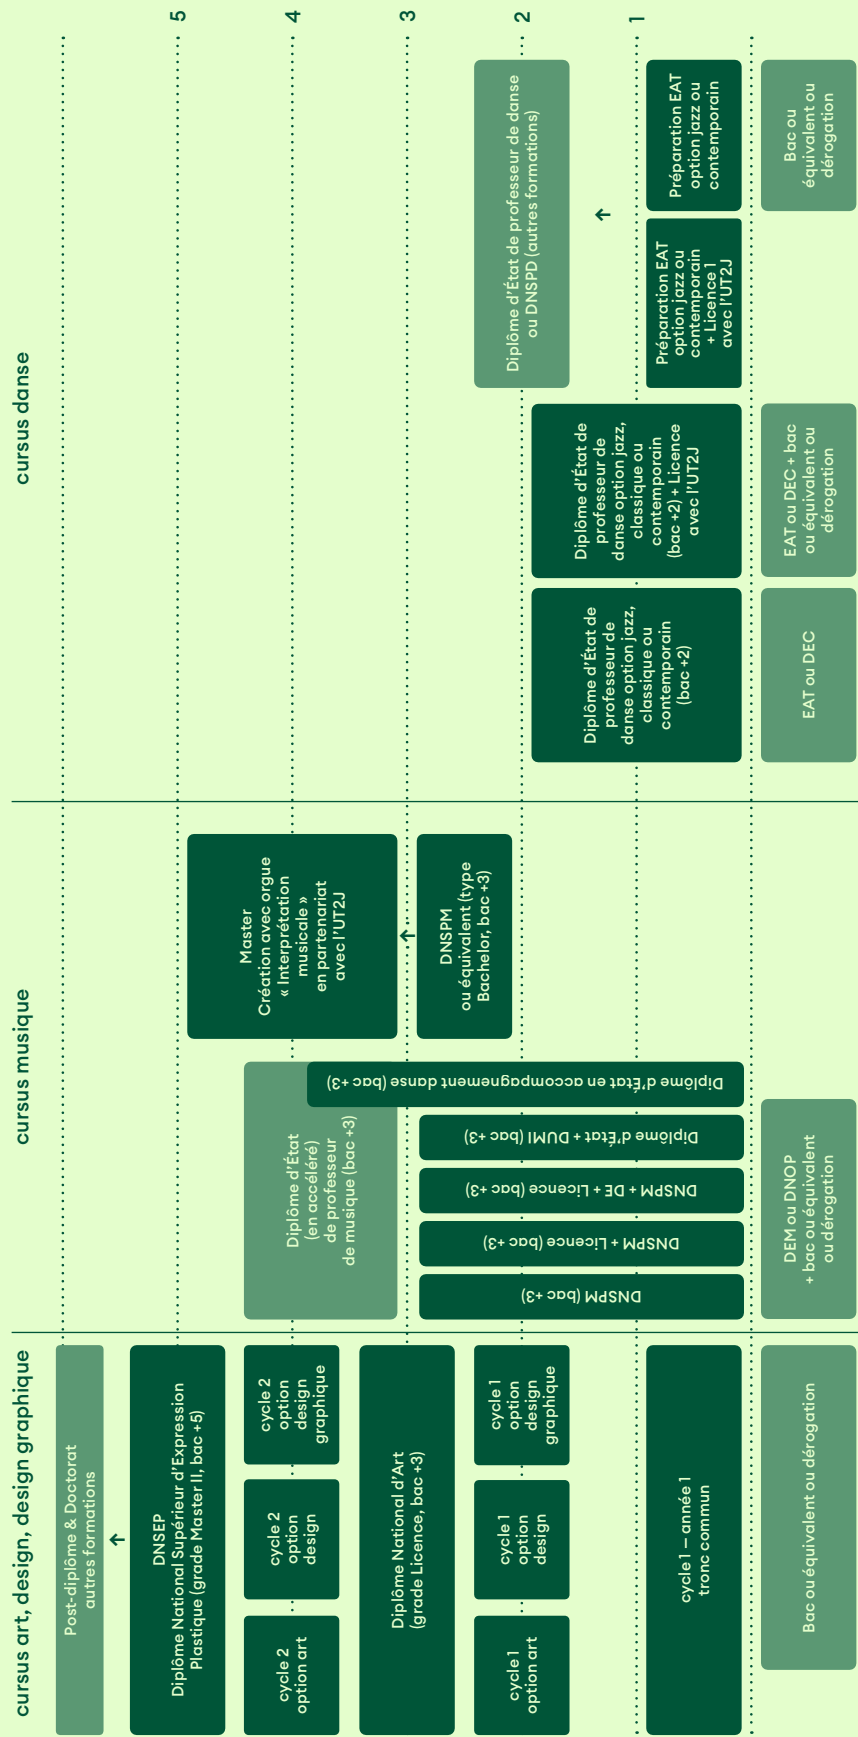 cursus art, design, design graphique
Post-diplôme & Doctorat
autres formations
↑
DNSEP
Diplôme National Supérieur d’Expression
Plastique (grade Master II, bac +5)
cycle 2
option art
cycle 2
option
design
cycle 2
option
design
graphique
Diplôme National d’Art
(grade Licence, bac +3)
cycle 1
option art
cycle 1
option
design
cycle 1
option
design
graphique
cycle 1 – année 1
tronc commun
Bac ou équivalent ou dérogation
cursus musique
Diplôme d’État
(en accéléré)
de professeur
de musique (bac +3)
DNSPM (bac +3)
DNSPM + Licence (bac +3)
DNSPM + DE + Licence (bac +3)
Diplôme d’État + DUMI (bac +3)
Diplôme d’État en accompagnement danse (bac +3)
DEM ou DNOP
+ bac ou équivalent
ou dérogation
Master
Création avec orgue
« Interprétation
musicale »
en partenariat
avec l’UT2J
↑
DNSPM
ou équivalent (type
Bachelor, bac +3)
cursus danse
Diplôme d’État de
professeur de
danse option jazz,
classique ou
contemporain
(bac +2)
EAT ou DEC
Diplôme d’État de
professeur de
danse option jazz,
classique ou
contemporain
(bac +2) + Licence
avec l’UT2J
EAT ou DEC + bac
ou équivalent ou
dérogation
Diplôme d’État de professeur de danse
ou DNSPD (autres formations)
↑
Préparation EAT
option jazz ou
contemporain
+ Licence 1
avec l’UT2J
Préparation EAT
option jazz ou
contemporain
Bac ou
équivalent ou
dérogation
5
4
3
2
1